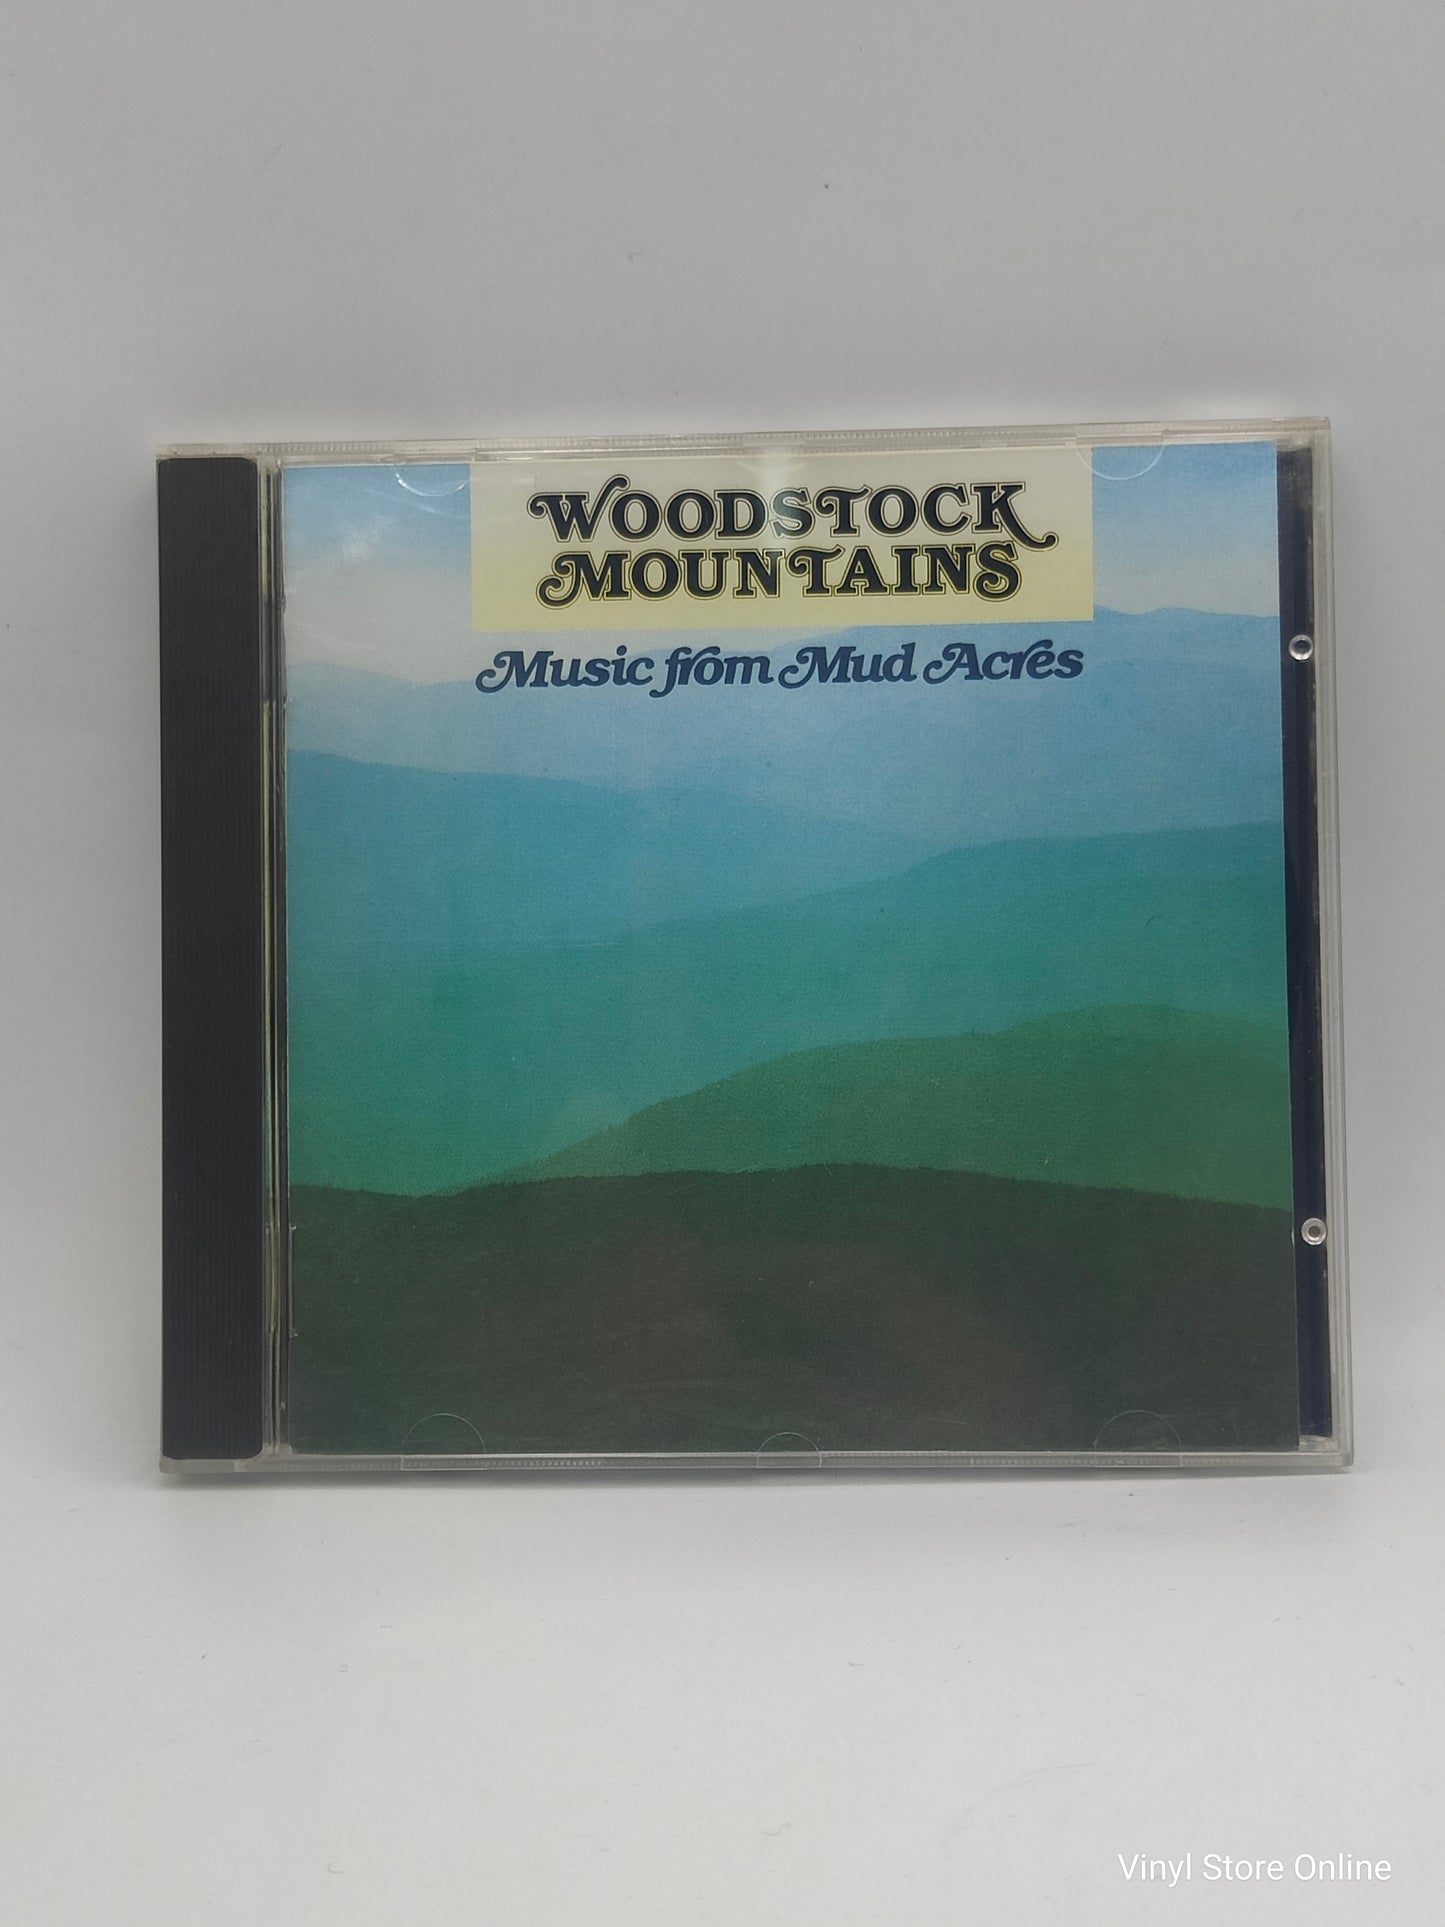 WOODSTOCK
MOUNTAINS
Music from Mud Acres
Vinyl Store Online